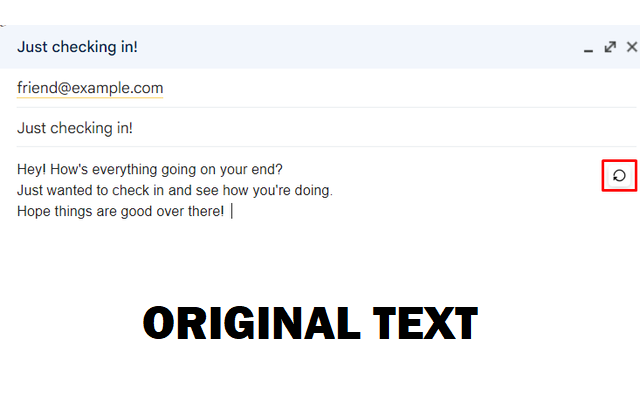 Just checking in!
friend@example.com
Just checking in!
Hey! How's everything going on your end?
Just wanted to check in and see how you're doing.
Hope things are good over there!
ORIGINAL TEXT